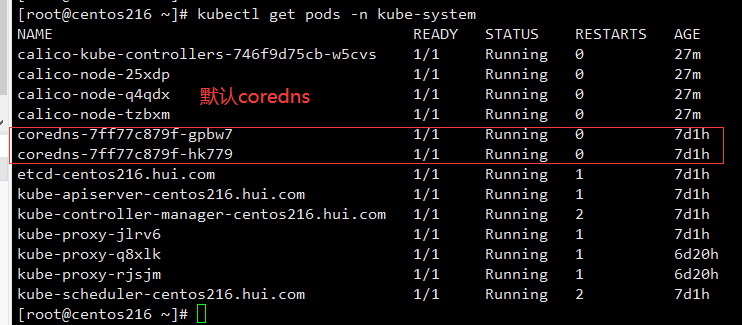 [root@centos216 ~]# kubectl get pods -n kube-system
NAME READY STATUS RESTARTS AGE
calico-kube-controllers-746f9d75cb-w5cvs 1/1 Running 0 27m
calico-node-25xdp 1/1 Running 0 27m
calico-node-q4qdx 默认coredns 1/1 Running 0 27m
calico-node-tzbxm 1/1 Running 0 27m
coredns-7ff77c879f-gpbw7 1/1 Running 0 7d1h
coredns-7ff77c879f-hk779 1/1 Running 0 7d1h
etcd-centos216.hui.com 1/1 Running 1 7d1h
kube-apiserver-centos216.hui.com 1/1 Running 1 7d1h
kube-controller-manager-centos216.hui.com 1/1 Running 2 7d1h
kube-proxy-jlrv6 1/1 Running 1 7d1h
kube-proxy-q8xlk 1/1 Running 1 6d20h
kube-proxy-rjsjm 1/1 Running 1 6d20h
kube-scheduler-centos216.hui.com 1/1 Running 2 7d1h
[root@centos216 ~]#